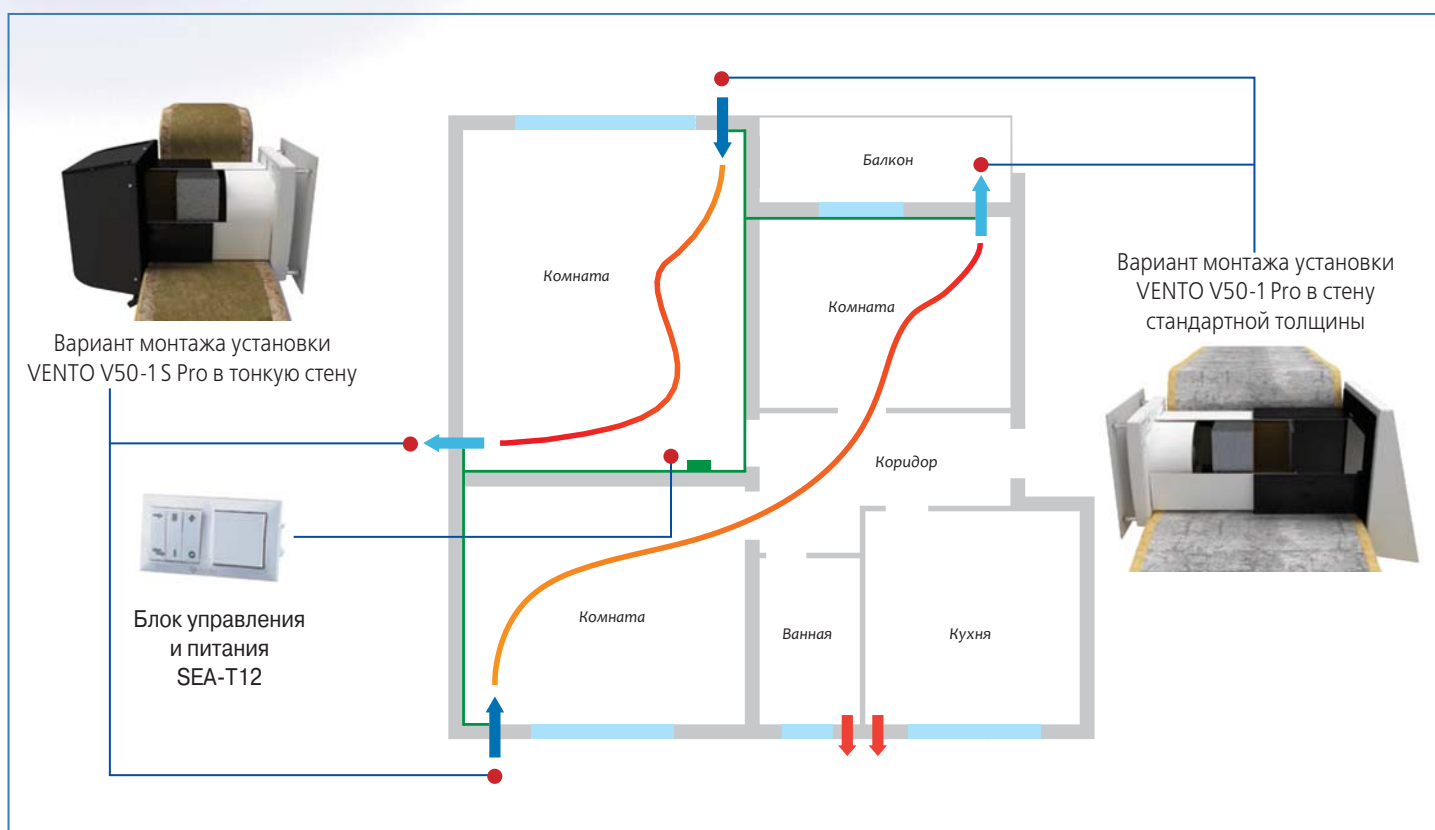 Балкон
Комната
Комната
Вариант монтажа установки
VENTO V50-1 Pro в стену
стандартной толщины
Вариант монтажа установки
VENTO V50-1S Pro в тонкую стену
Коридор
Блок управления
и питания
SEA-T12
Комната
Ванная
Кухня